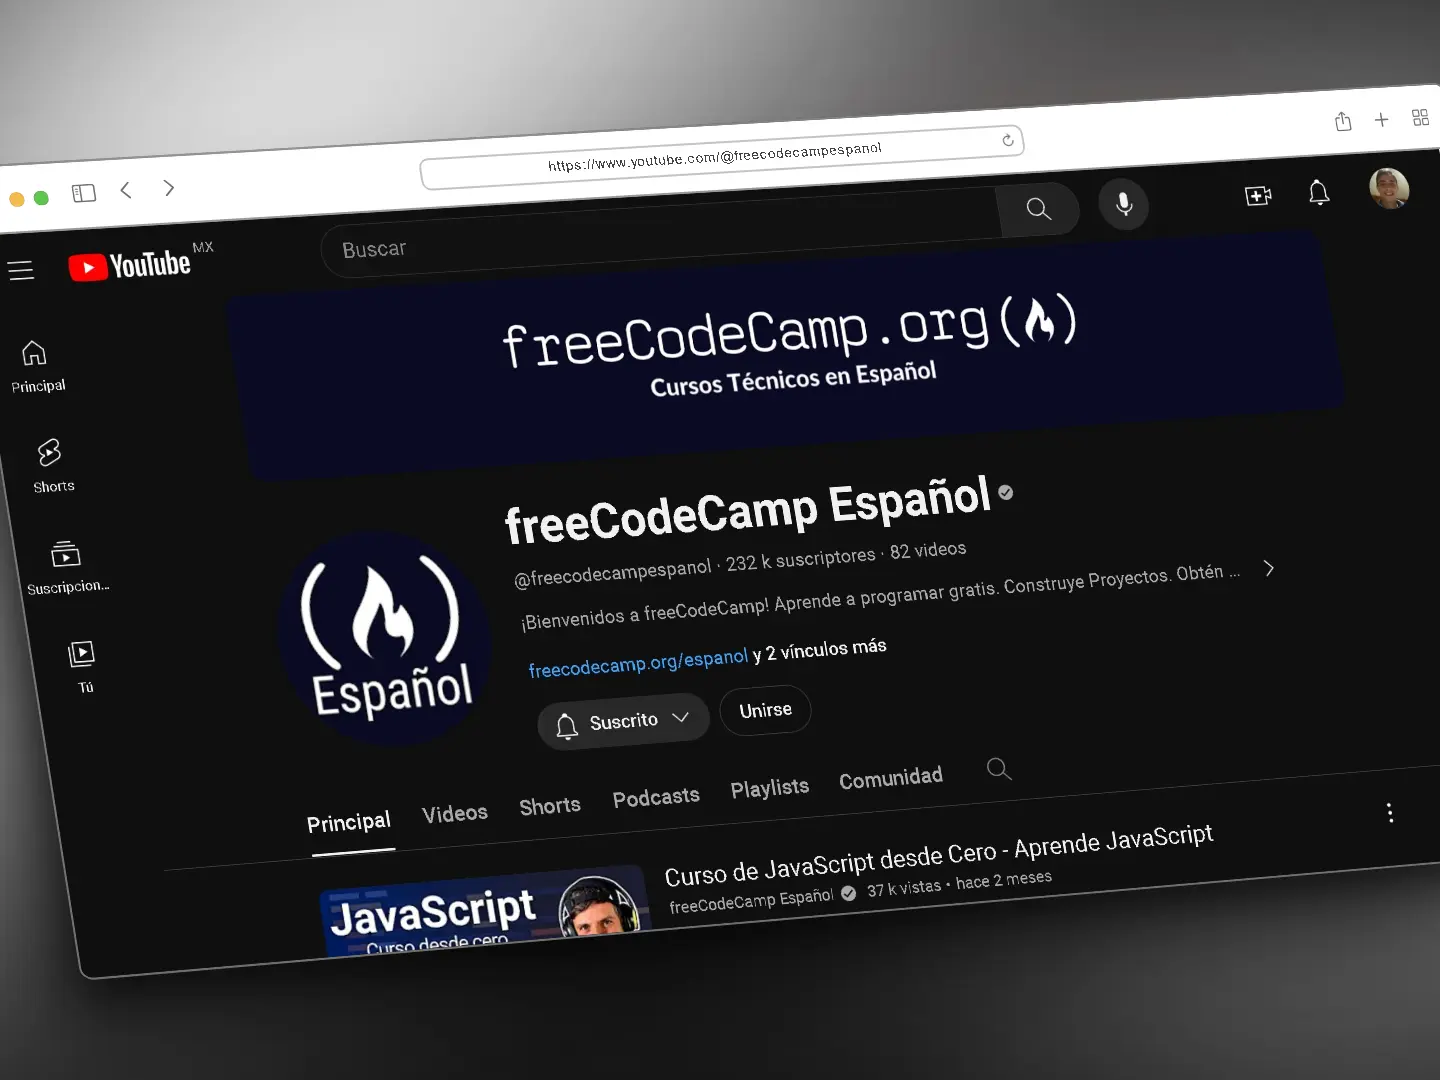 https://www.youtube.com/@freecodecampespanol
YouTube MX
Buscar
Principal
Shorts
Suscripcion...
Tú
freeCodeCamp.org
Cursos Técnicos en Español
Español
freeCodeCamp Español
@freecodecampespanol · 232 k suscriptores · 82 videos
¡Bienvenidos a freeCodeCamp! Aprende a programar gratis. Construye Proyectos. Obtén ...
freecodecamp.org/espanol y 2 vínculos más
Suscrito
Unirse
Principal Videos Shorts Podcasts Playlists Comunidad
JavaScript
Curso desde cero
Curso de JavaScript desde Cero - Aprende JavaScript
freeCodeCamp Español 37 k vistas • hace 2 meses